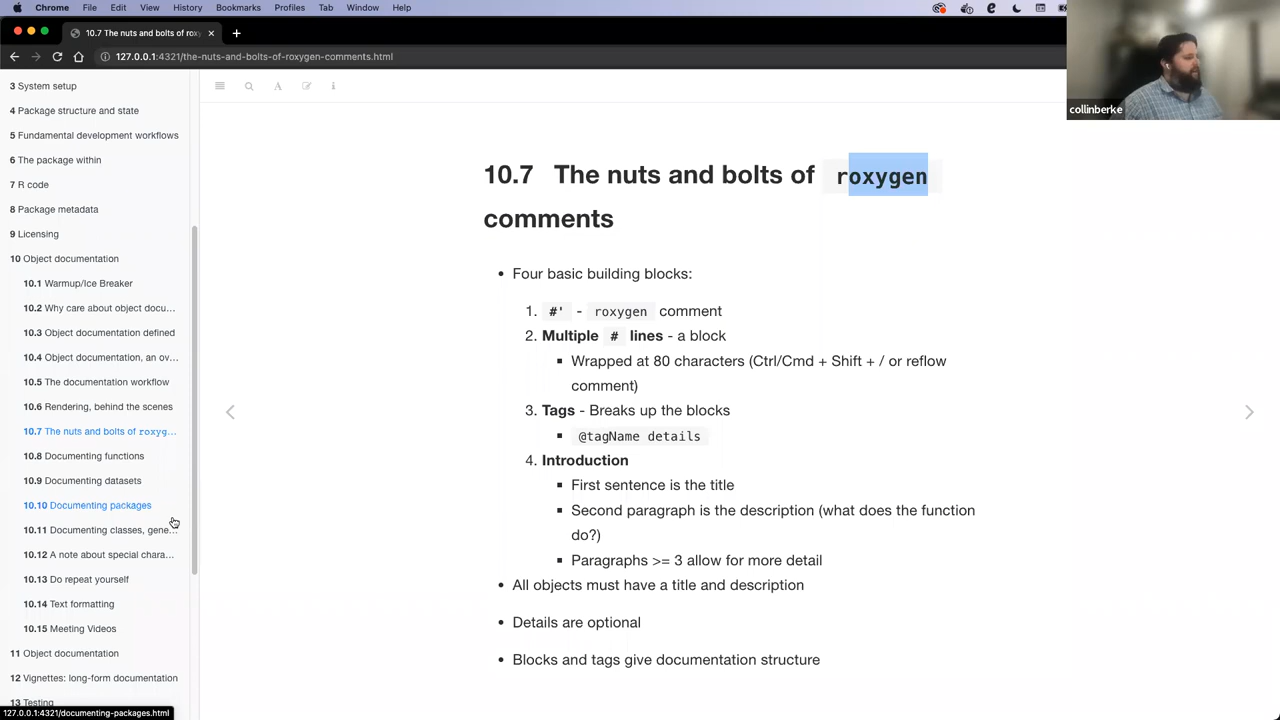 Chrome File Edit View History Bookmarks Profiles Tab Window Help
10.7 The nuts and bolts of roxy
127.0.0.1:4321/the-nuts-and-bolts-of-roxygen-comments.html
collinberke
3 System setup
4 Package structure and state
5 Fundamental development workflows
6 The package within
7 R code
8 Package metadata
9 Licensing
10 Object documentation
10.1 Warmup/Ice Breaker
10.2 Why care about object docu…
10.3 Object documentation defined
10.4 Object documentation, an ov…
10.5 The documentation workflow
10.6 Rendering, behind the scenes
10.7 The nuts and bolts of roxyg…
10.8 Documenting functions
10.9 Documenting datasets
10.10 Documenting packages
10.11 Documenting classes, gene…
10.12 A note about special chara…
10.13 Do repeat yourself
10.14 Text formatting
10.15 Meeting Videos
11 Object documentation
12 Vignettes: long-form documentation
13 Testing
127.0.0.1:4321/documenting-packages.html
10.7 The nuts and bolts of roxygen
comments
• Four basic building blocks:
1. #' - roxygen comment
2. Multiple # lines - a block
▪ Wrapped at 80 characters (Ctrl/Cmd + Shift + / or reflow
comment)
3. Tags - Breaks up the blocks
▪ @tagName details
4. Introduction
▪ First sentence is the title
▪ Second paragraph is the description (what does the function
do?)
▪ Paragraphs >= 3 allow for more detail
• All objects must have a title and description
• Details are optional
• Blocks and tags give documentation structure